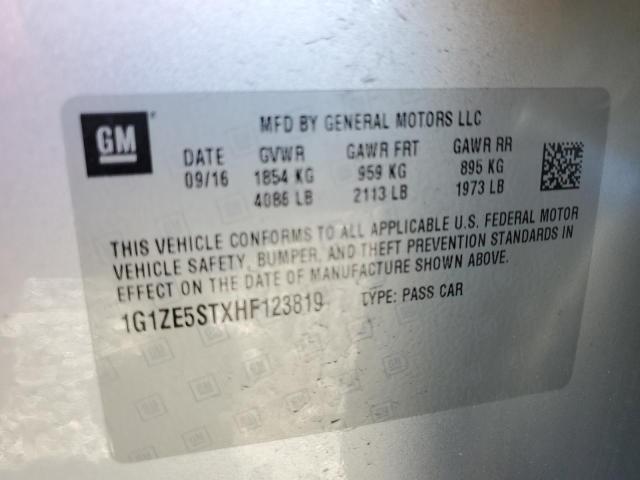 GM
MFD BY GENERAL MOTORS LLC
DATE GVWR GAWR FRT GAWR RR
09/16 1854 KG 959 KG 895 KG
4086 LB 2113 LB 1973 LB
THIS VEHICLE CONFORMS TO ALL APPLICABLE U.S. FEDERAL MOTOR
VEHICLE SAFETY, BUMPER, AND THEFT PREVENTION STANDARDS IN
EFFECT ON THE DATE OF MANUFACTURE SHOWN ABOVE.
1G1ZE5STXHF123819 TYPE: PASS CAR